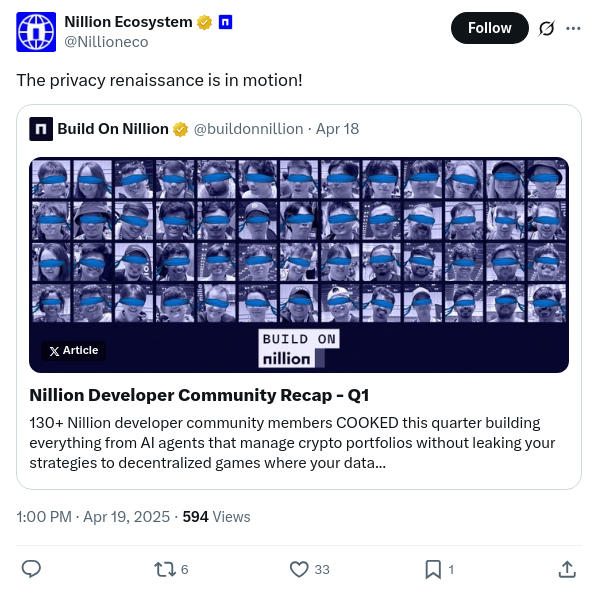 Nillion Ecosystem
@Nillioneco
Follow
The privacy renaissance is in motion!
Build On Nillion @buildonnillion · Apr 18
BUILD ON
nillion
Article
Nillion Developer Community Recap - Q1
130+ Nillion developer community members COOKED this quarter building
everything from AI agents that manage crypto portfolios without leaking your
strategies to decentralized games where your data...
1:00 PM · Apr 19, 2025 · 594 Views
6
33
1